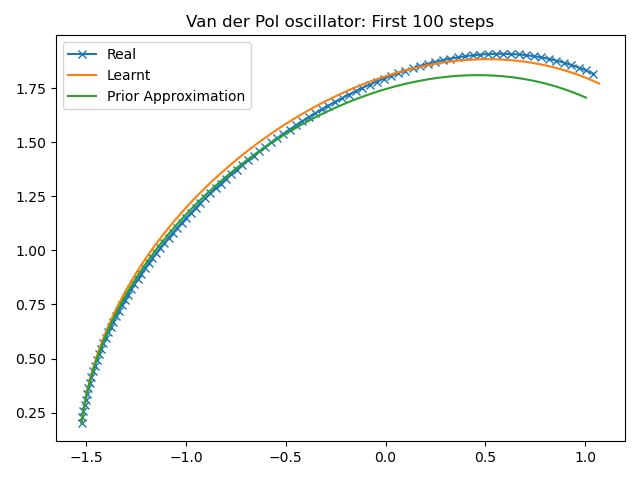 Van der Pol oscillator: First 100 steps
Real
Learnt
Prior Approximation
1.75
1.50
1.25
1.00
0.75
0.50
0.25
−1.5 −1.0 −0.5 0.0 0.5 1.0